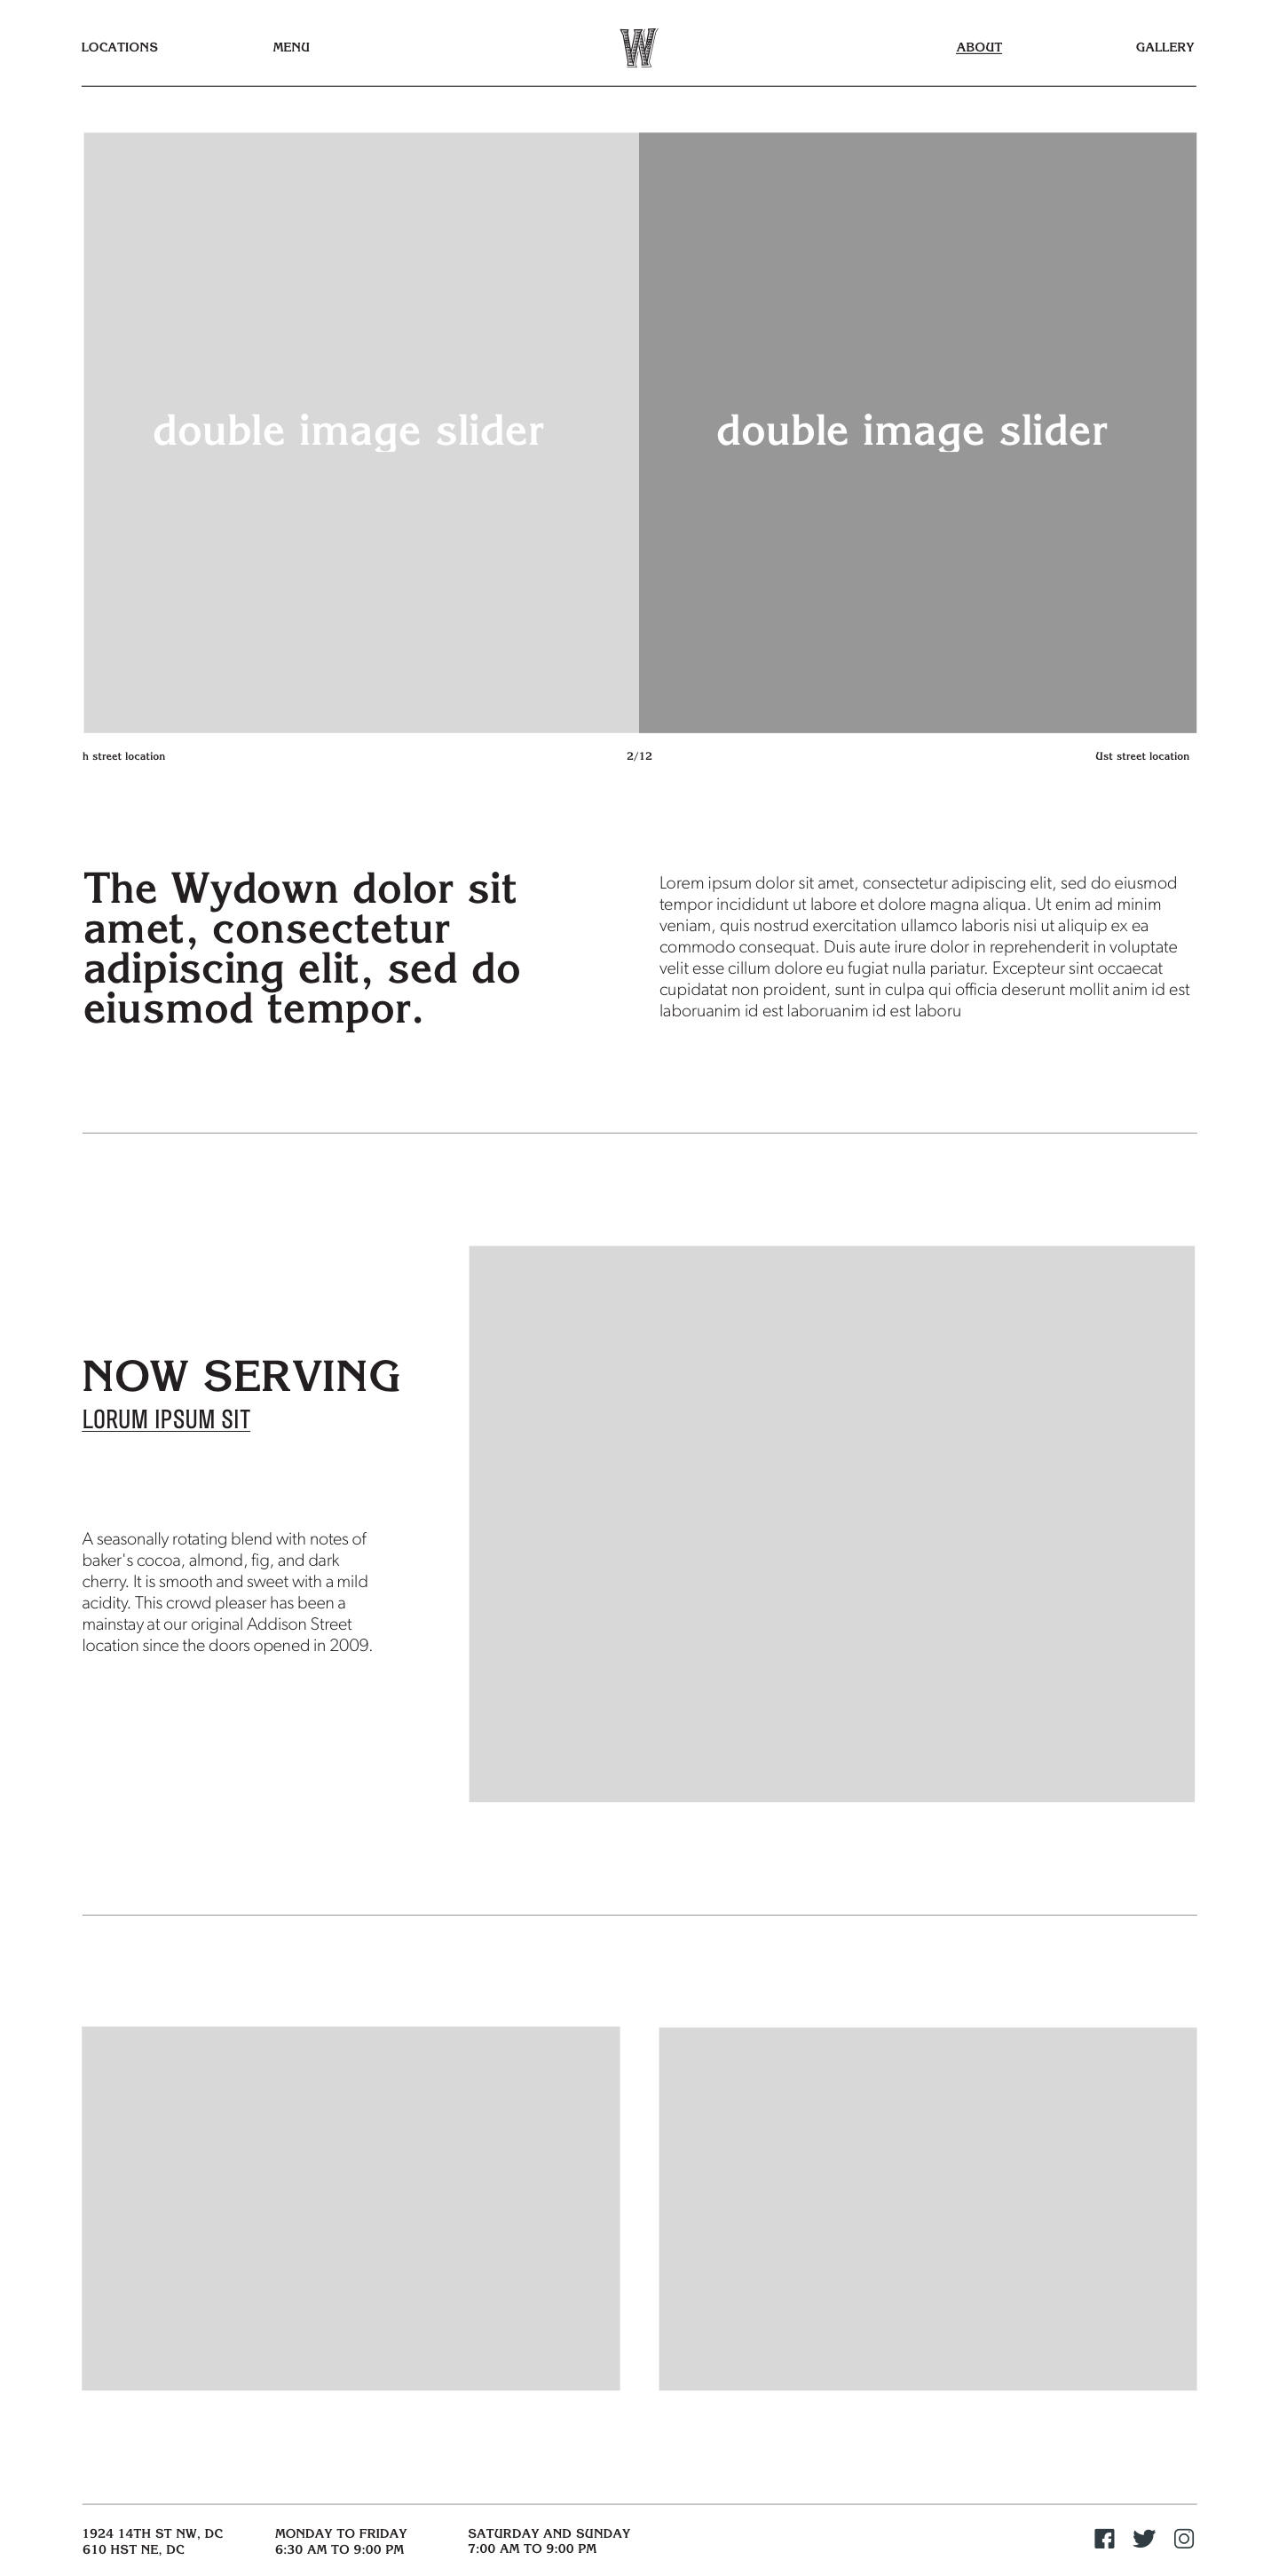 LOCATIONS
MENU
W
ABOUT
GALLERY
double image slider
double image slider
h street location
2/12
Ust street location
The Wydown dolor sit
amet, consectetur
adipiscing elit, sed do
eiusmod tempor.
Lorem ipsum dolor sit amet, consectetur adipiscing elit, sed do eiusmod
tempor incididunt ut labore et dolore magna aliqua. Ut enim ad minim
veniam, quis nostrud exercitation ullamco laboris nisi ut aliquip ex ea
commodo consequat. Duis aute irure dolor in reprehenderit in voluptate
velit esse cillum dolore eu fugiat nulla pariatur. Excepteur sint occaecat
cupidatat non proident, sunt in culpa qui officia deserunt mollit anim id est
laboruanim id est laboruanim id est laboru
NOW SERVING
LORUM IPSUM SIT
A seasonally rotating blend with notes of
baker's cocoa, almond, fig, and dark
cherry. It is smooth and sweet with a mild
acidity. This crowd pleaser has been a
mainstay at our original Addison Street
location since the doors opened in 2009.
1924 14TH ST NW, DC
610 HST NE, DC
MONDAY TO FRIDAY
6:30 AM TO 9:00 PM
SATURDAY AND SUNDAY
7:00 AM TO 9:00 PM